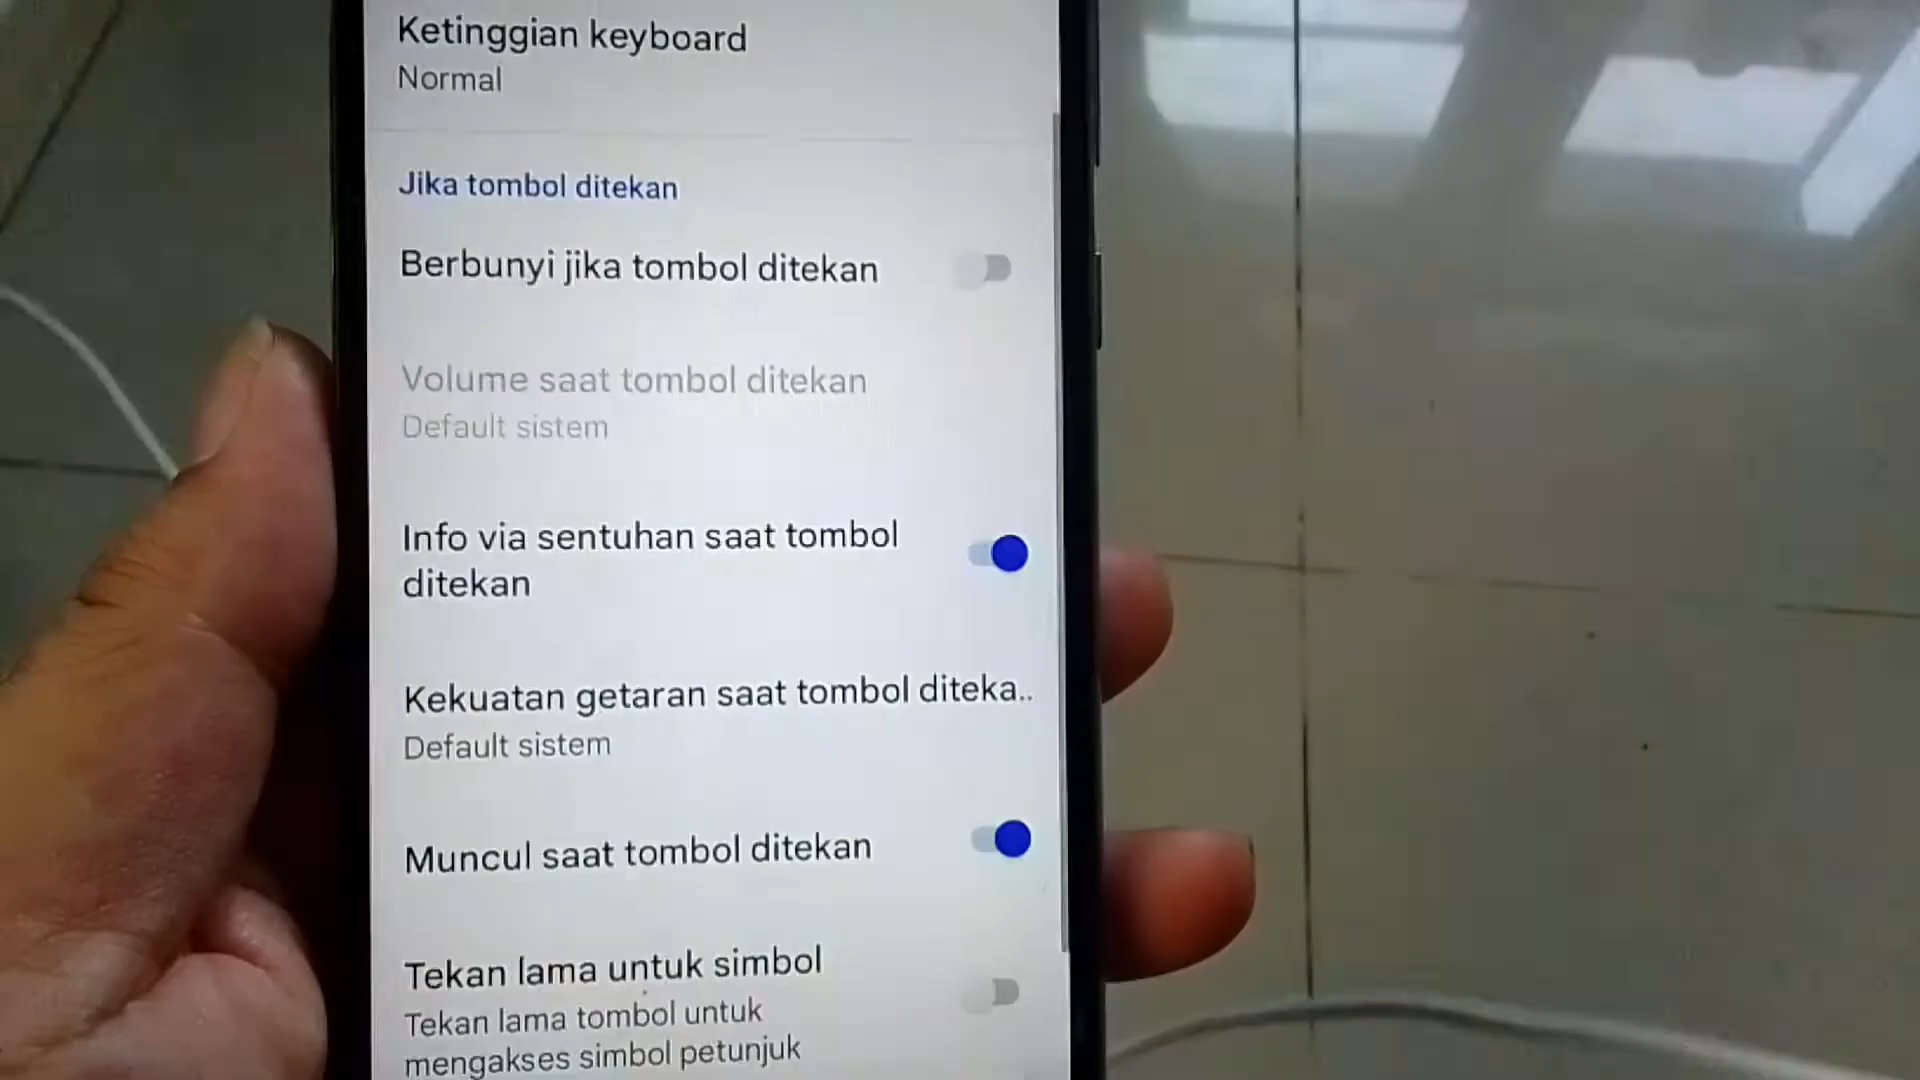 Ketinggian keyboard
Normal
Jika tombol ditekan
Berbunyi jika tombol ditekan
Volume saat tombol ditekan
Default sistem
Info via sentuhan saat tombol
ditekan
Kekuatan getaran saat tombol diteka..
Default sistem
Muncul saat tombol ditekan
Tekan lama untuk simbol
Tekan lama tombol untuk
mengakses simbol petunjuk